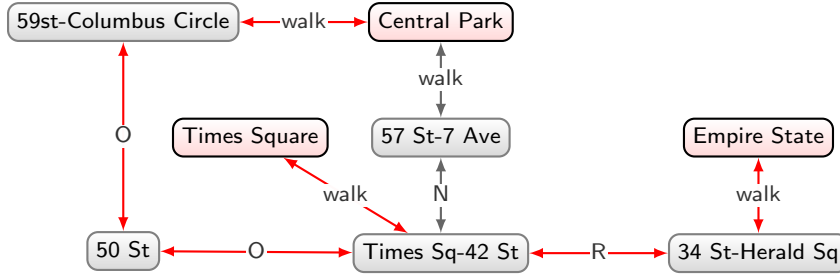 59st-Columbus Circle
walk
Central Park
walk
O
Times Square
57 St-7 Ave
Empire State
walk
N
walk
50 St
O
Times Sq-42 St
R
34 St-Herald Sq